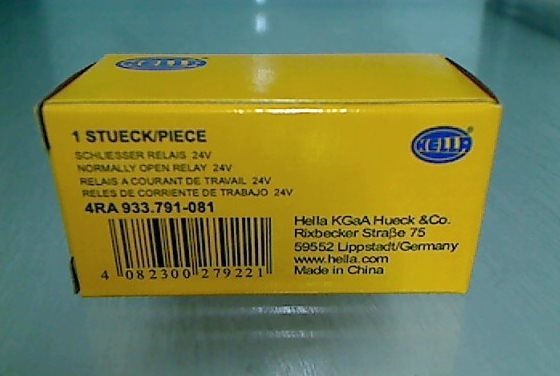 HELLA
1 STUECK/PIECE
HELLA
SCHLIESSER RELAIS 24V
NORMALLY OPEN RELAY 24V
RELAIS A COURANT DE TRAVAIL 24V
RELES DE CORRIENTE DE TRABAJO 24V
4RA 933.791-081
4 082300 279221
Hella KGaA Hueck &Co.
Rixbecker Straße 75
59552 Lippstadt/Germany
www.hella.com
Made in China